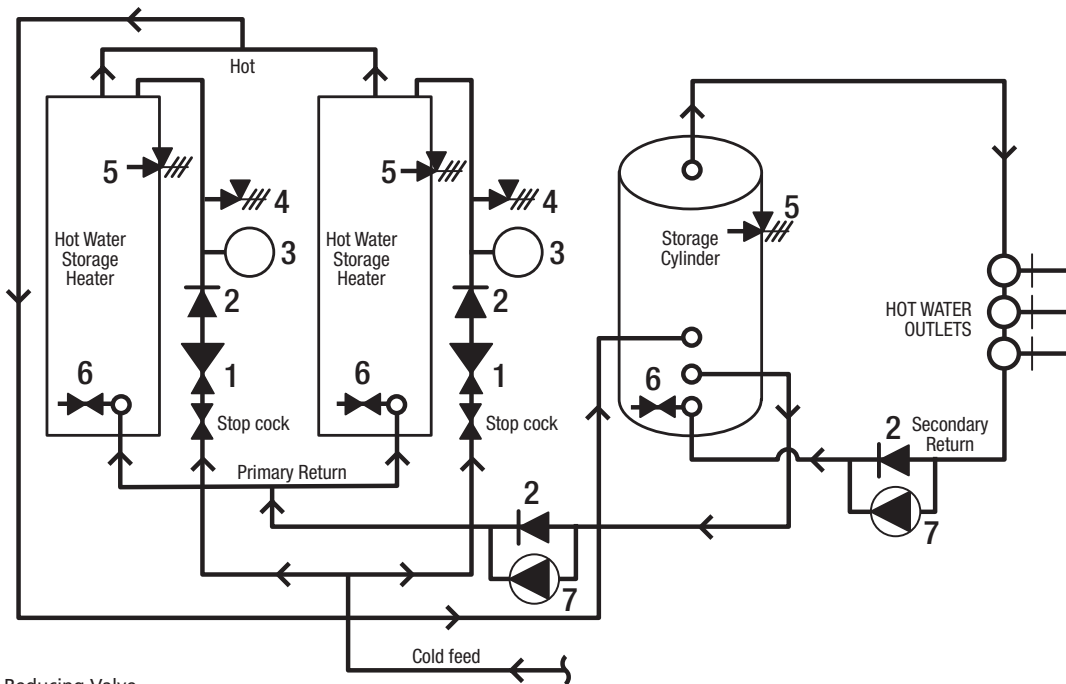 Hot
5
4
5
4
5
Hot Water
Storage
Heater
3
Hot Water
Storage
Heater
3
Storage
Cylinder
2
2
HOT WATER
OUTLETS
6
1
6
1
6
Stop cock
Stop cock
2
Secondary
Return
Primary Return
2
7
7
Cold feed
Reducing Valve